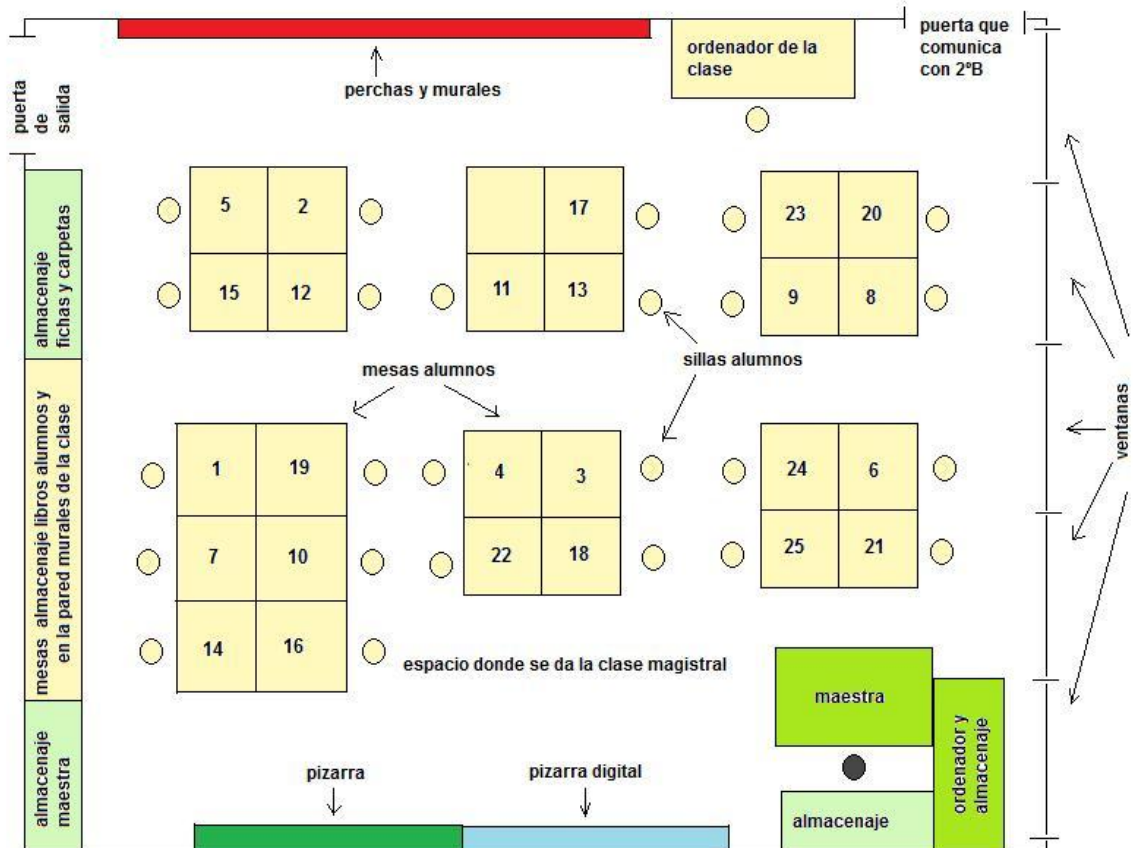 puerta
de
salida
perchas y murales
ordenador de la
clase
puerta que
comunica
con 2ºB
almacenaje
fichas y carpetas
5 2
15 12
17
11 13
23 20
9 8
mesas alumnos
sillas alumnos
ventanas
mesas almacenaje libros alumnos y
en la pared murales de la clase
1 19
7 10
14 16
4 3
22 18
24 6
25 21
espacio donde se da la clase magistral
maestra
ordenador y
almacenaje
almacenaje
maestra
pizarra
pizarra digital
almacenaje